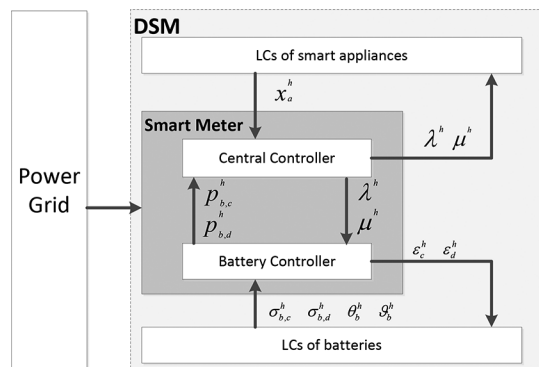 DSM
LCs of smart appliances
x_a^h
Smart Meter
Central Controller
λ^h μ^h
Power
Grid
p_{b,c}^h
p_{b,d}^h
λ^h
μ^h
Battery Controller
ε_c^h ε_d^h
σ_{b,c}^h σ_{b,d}^h θ_b^h ϑ_b^h
LCs of batteries